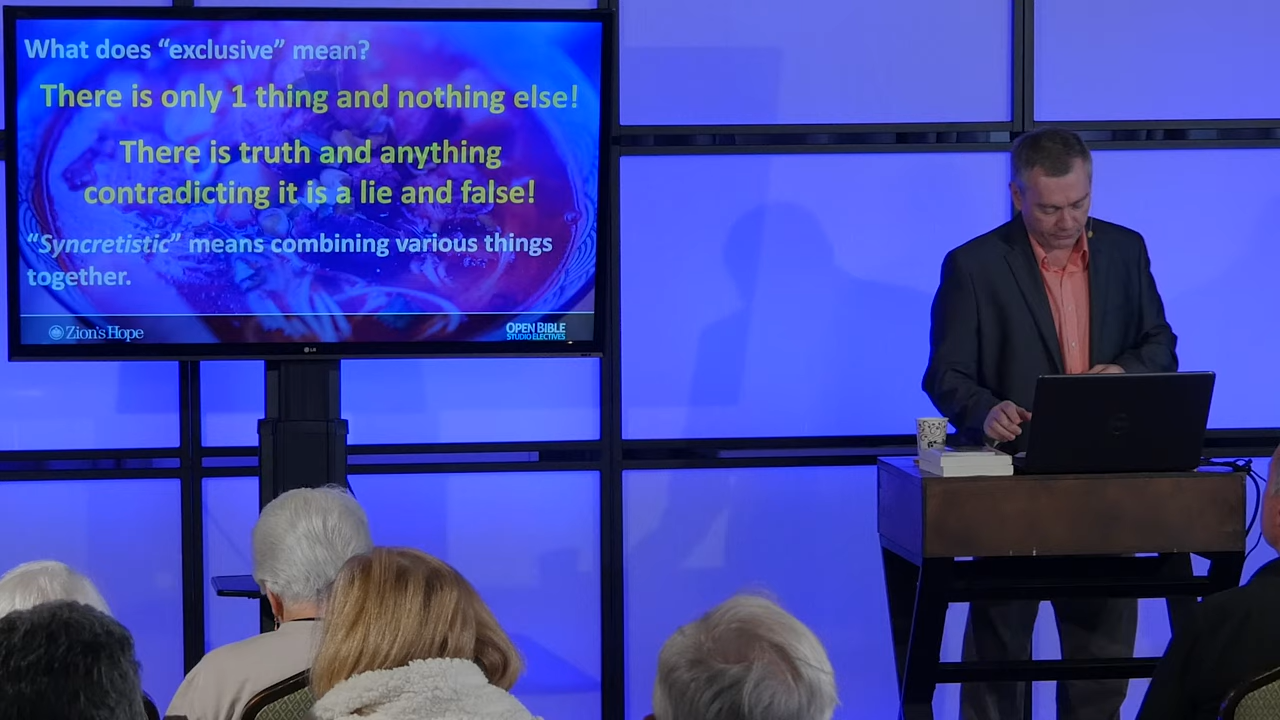 What does “exclusive” mean?
There is only 1 thing and nothing else!
There is truth and anything
contradicting it is a lie and false!
“Syncretistic” means combining various things
together.
Zion's Hope
OPEN BIBLE
STUDIO ELECTIVES
LG